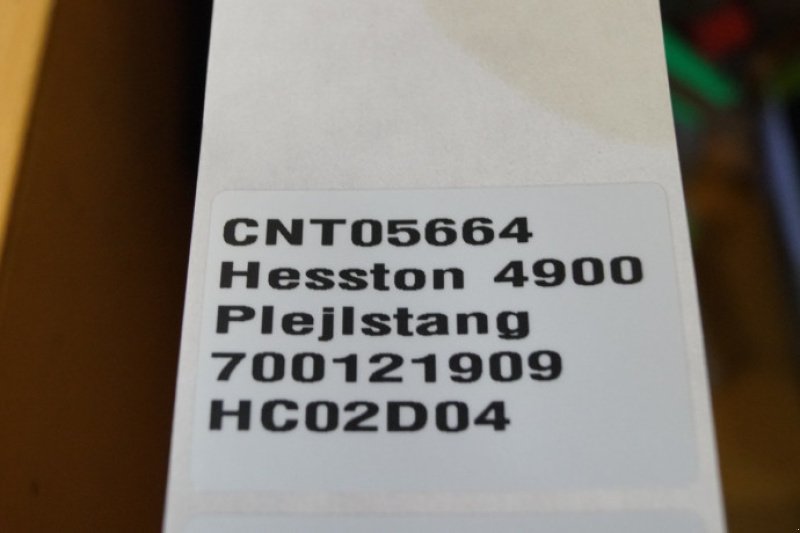 CNT05664
Hesston 4900
Plejlstang
700121909
HC02D04